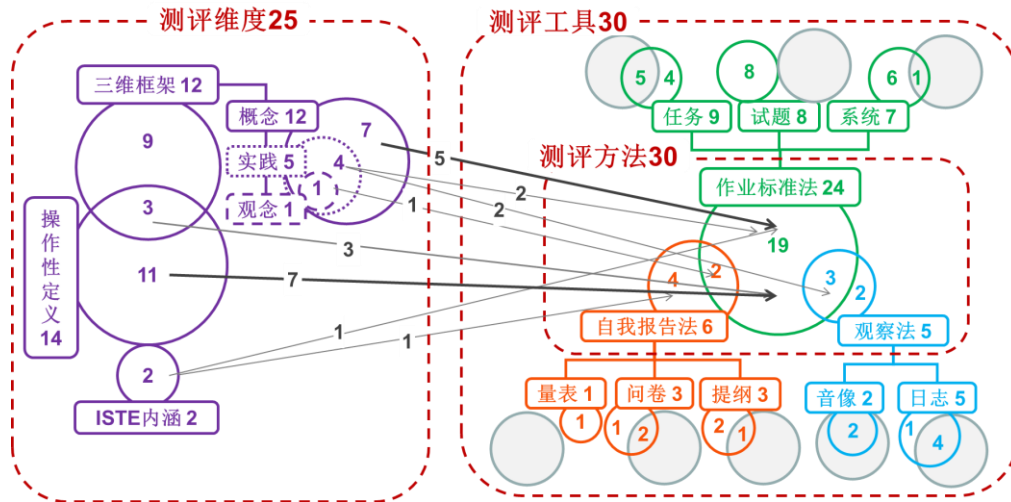 测评维度25
三维框架 12
概念 12
9
7
实践 5
4
1
观念 1
3
操作性定义 14
11
2
ISTE内涵 2
5
2
1
2
3
7
1
1
测评工具30
5
4
8
6
1
任务 9
试题 8
系统 7
测评方法30
作业标准法 24
19
2
4
3
2
自我报告法 6
观察法 5
量表 1
问卷 3
提纲 3
音像 2
日志 5
1
1
2
2
1
2
1
4